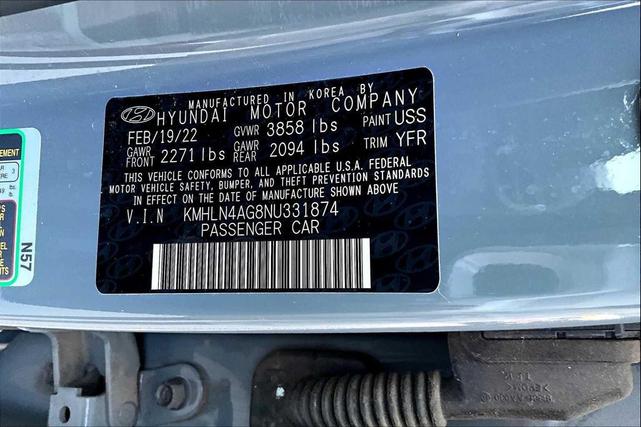 MANUFACTURED IN KOREA BY
HYUNDAI MOTOR COMPANY
FEB/19/22 GVWR 3858 lbs PAINT USS
GAWR FRONT 2271 lbs GAWR REAR 2094 lbs TRIM YFR
THIS VEHICLE CONFORMS TO ALL APPLICABLE U.S.A. FEDERAL
MOTOR VEHICLE SAFETY, BUMPER, AND THEFT PREVENTION STANDARDS
IN EFFECT ON THE DATE OF MANUFACTURE SHOWN ABOVE
V.I.N KMHLN4AG8NU331874
PASSENGER CAR
N57